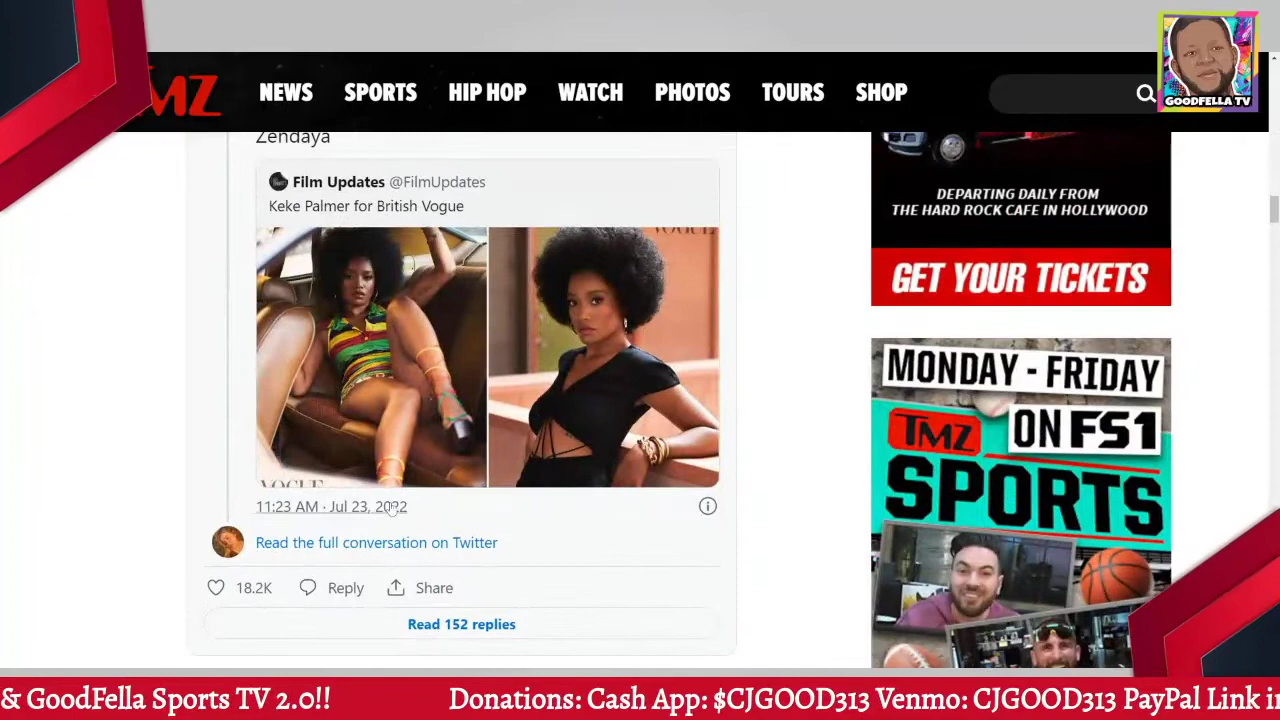 TMZ
NEWS
SPORTS
HIP HOP
WATCH
PHOTOS
TOURS
SHOP
GOODFELLA TV
Zendaya
Film Updates @FilmUpdates
Keke Palmer for British Vogue
VOGUE
VOGUE
11:23 AM · Jul 23, 2022
Read the full conversation on Twitter
18.2K
Reply
Share
Read 152 replies
DEPARTING DAILY FROM
THE HARD ROCK CAFE IN HOLLYWOOD
GET YOUR TICKETS
MONDAY - FRIDAY
TMZ ON FS1
SPORTS
& GoodFella Sports TV 2.0!! Donations: Cash App: $CJGOOD313 Venmo: CJGOOD313 PayPal Link i